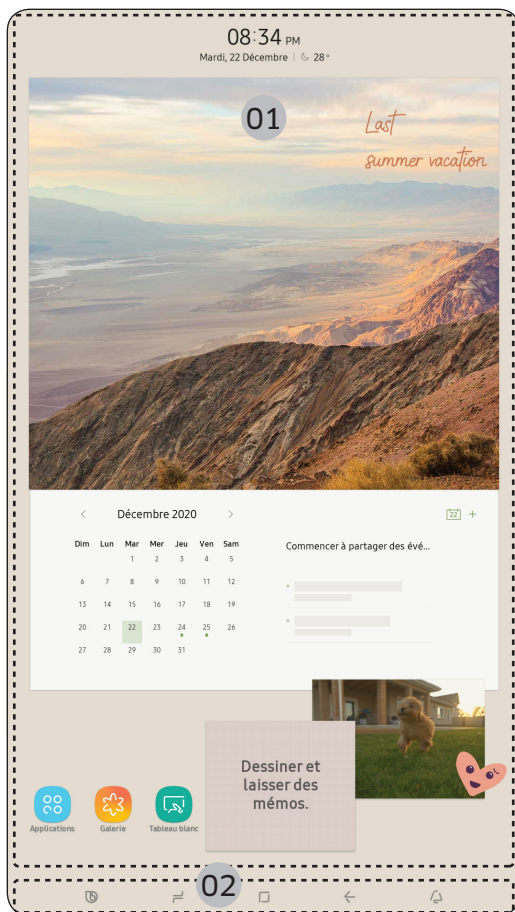 08:34 PM
Mardi, 22 Décembre | 28°
01
Last
summer vacation
Décembre 2020
22 +
Dim Lun Mar Mer Jeu Ven Sam
1 2 3 4 5
6 7 8 9 10 11 12
13 14 15 16 17 18 19
20 21 22 23 24 25 26
27 28 29 30 31
Commencer à partager des évé...
Dessiner et
laisser des
mémos.
Applications
Galerie
Tableau blanc
02